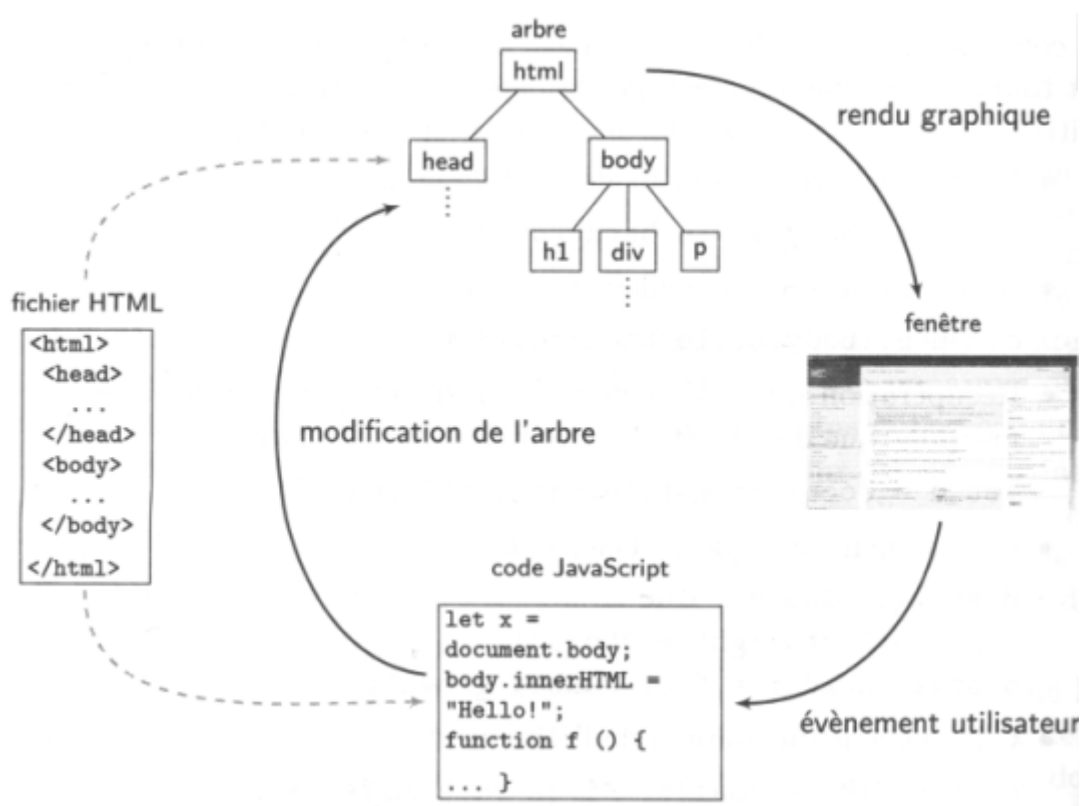 arbre
html
rendu graphique
head
body
h1
div
p
fichier HTML
<html>
<head>
...
</head>
<body>
...
</body>
</html>
fenêtre
modification de l'arbre
code JavaScript
let x =
document.body;
body.innerHTML =
"Hello!";
function f () {
... }
évènement utilisateur